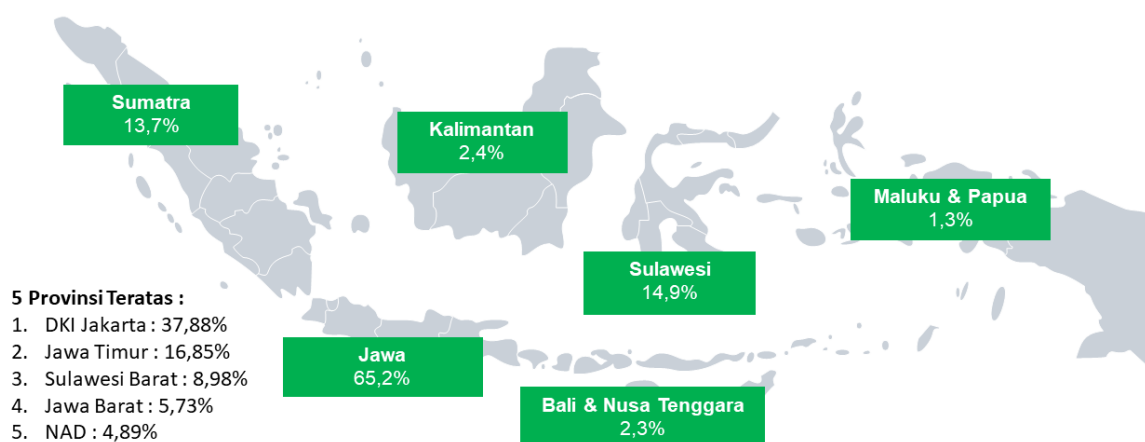 Sumatra
13,7%
Kalimantan
2,4%
Maluku & Papua
1,3%
Sulawesi
14,9%
5 Provinsi Teratas :
1. DKI Jakarta : 37,88%
2. Jawa Timur : 16,85%
3. Sulawesi Barat : 8,98%
4. Jawa Barat : 5,73%
5. NAD : 4,89%
Jawa
65,2%
Bali & Nusa Tenggara
2,3%